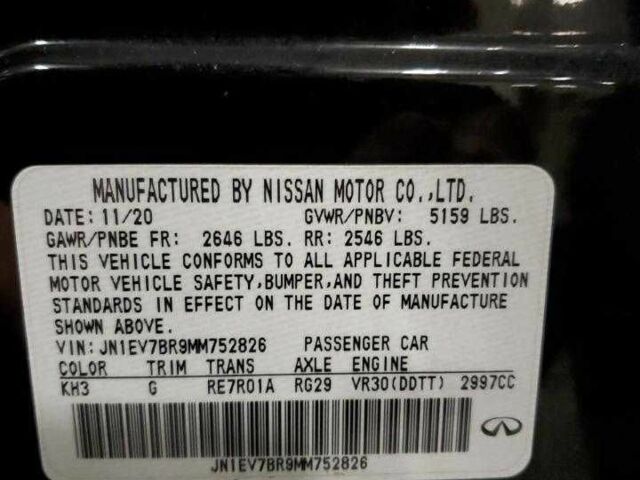 MANUFACTURED BY NISSAN MOTOR CO.,LTD.
DATE: 11/20 GVWR/PNBV: 5159 LBS.
GAWR/PNBE FR: 2646 LBS. RR: 2546 LBS.
THIS VEHICLE CONFORMS TO ALL APPLICABLE FEDERAL
MOTOR VEHICLE SAFETY,BUMPER,AND THEFT PREVENTION
STANDARDS IN EFFECT ON THE DATE OF MANUFACTURE
SHOWN ABOVE.
VIN:JN1EV7BR9MM752826 PASSENGER CAR
COLOR TRIM TRANS AXLE ENGINE
KH3 G RE7R01A RG29 VR30(DDTT) 2997CC
JN1EV7BR9MM752826